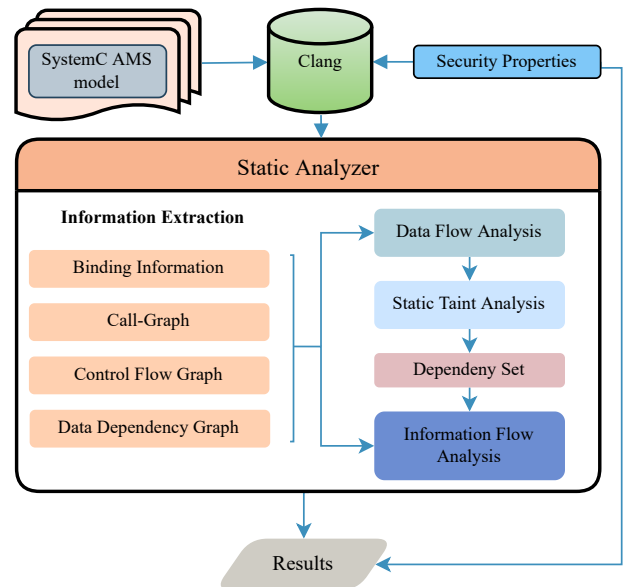 SystemC AMS
model
Clang
Security Properties
Static Analyzer
Information Extraction
Binding Information
Call-Graph
Control Flow Graph
Data Dependency Graph
Data Flow Analysis
Static Taint Analysis
Dependeny Set
Information Flow
Analysis
Results